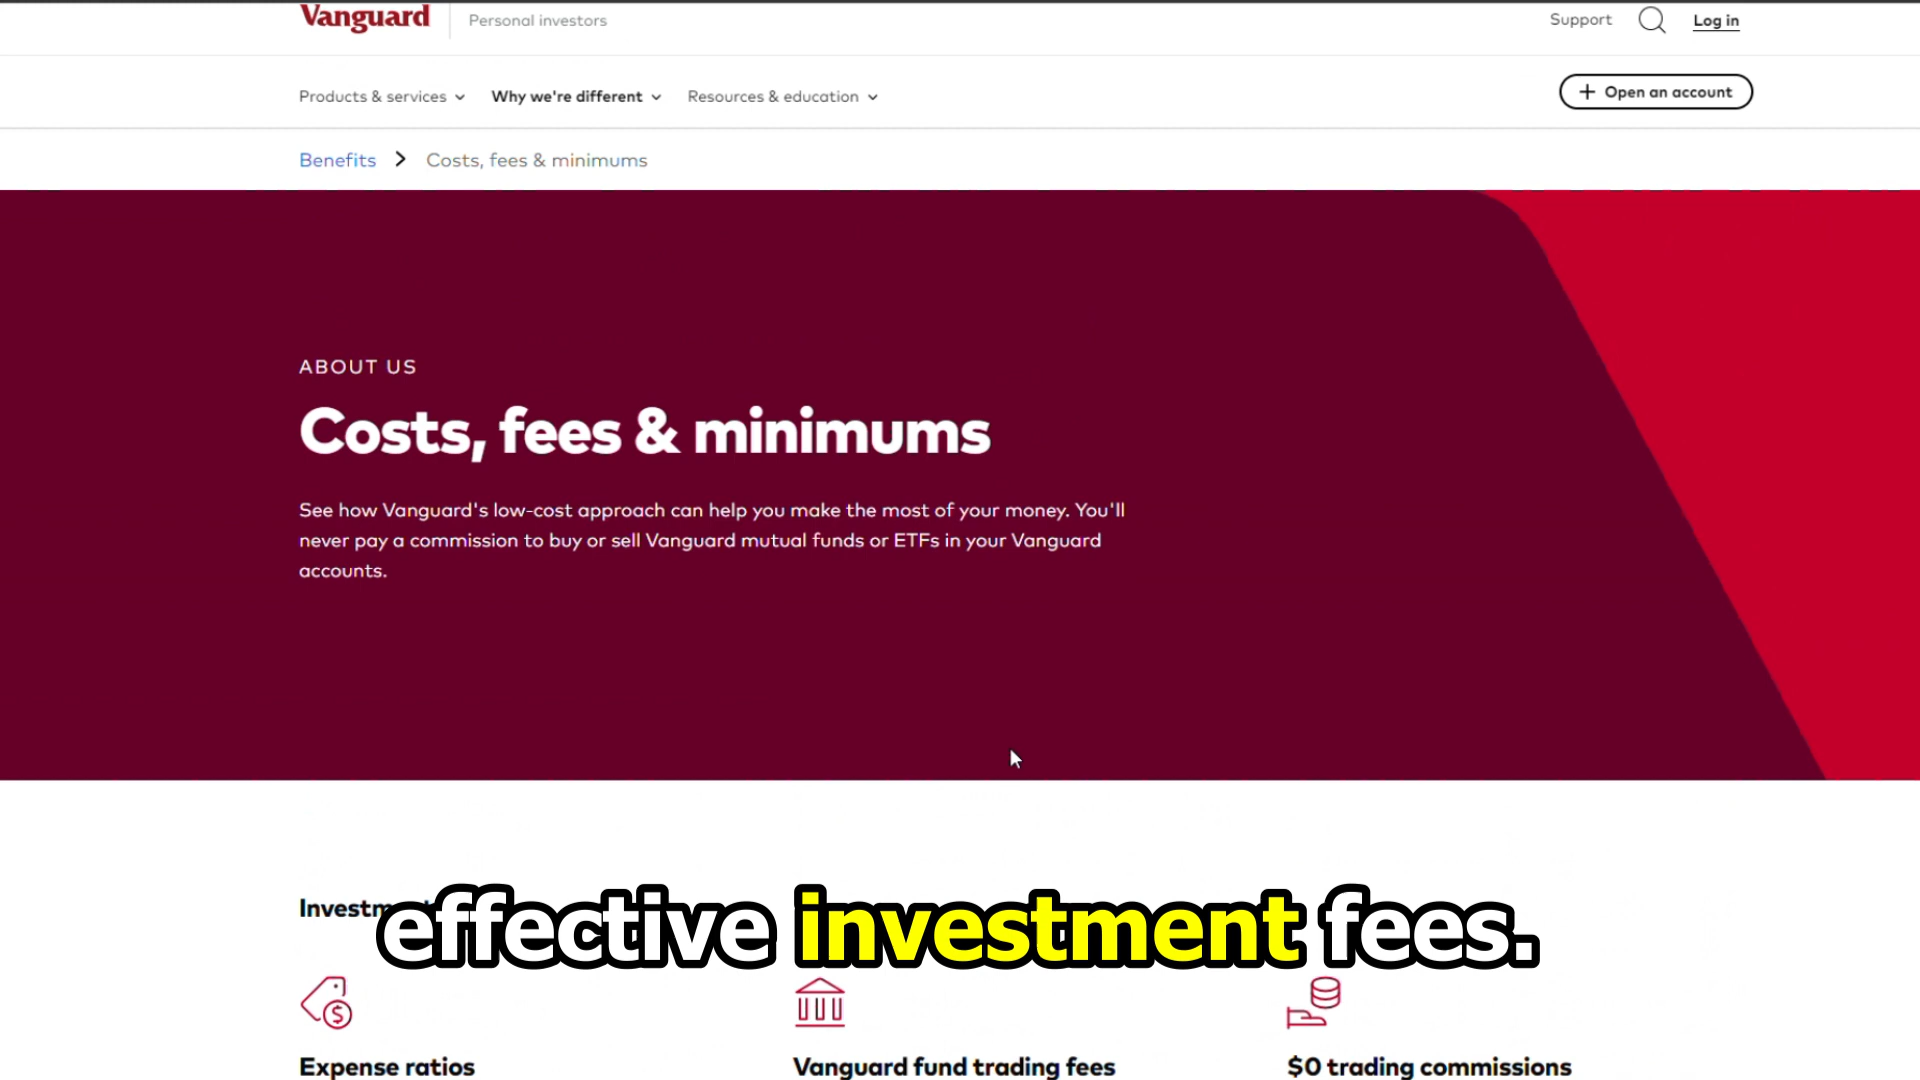 Vanguard
Personal investors
Support
Log in
Products & services
Why we're different
Resources & education
Open an account
Benefits
Costs, fees & minimums
ABOUT US
Costs, fees & minimums
See how Vanguard's low-cost approach can help you make the most of your money. You'll
never pay a commission to buy or sell Vanguard mutual funds or ETFs in your Vanguard
accounts.
effective investment fees.
Expense ratios
Vanguard fund trading fees
$0 trading commissions